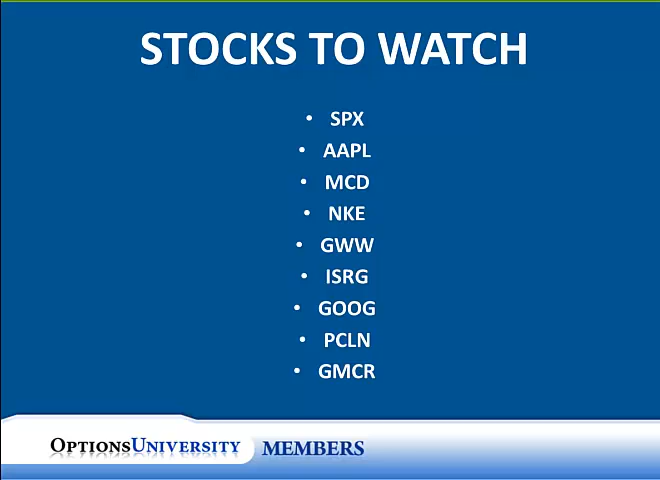 STOCKS TO WATCH
• SPX
• AAPL
• MCD
• NKE
• GWW
• ISRG
• GOOG
• PCLN
• GMCR
OPTIONSUNIVERSITY MEMBERS